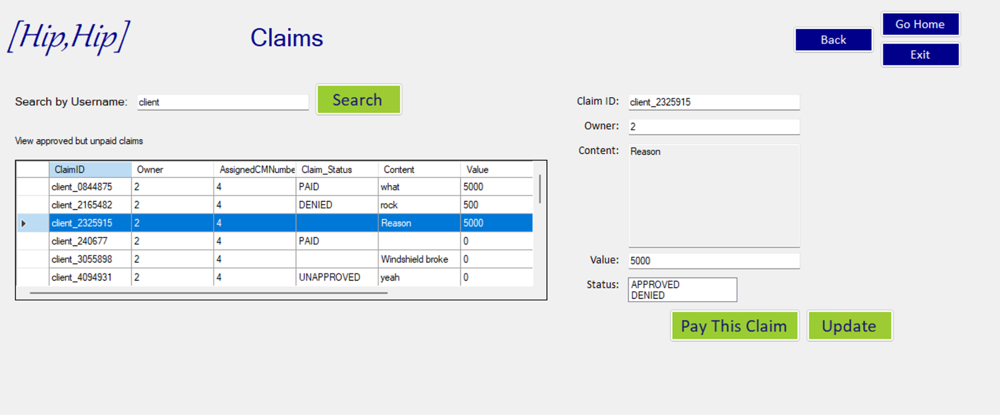 [Hip,Hip]
Claims
Back
Go Home
Exit
Search by Username: client
Search
View approved but unpaid claims
ClaimID Owner AssignedCMNumbe Claim_Status Content Value
client_0844875 2 4 PAID what 5000
client_2165482 2 4 DENIED rock 500
client_2325915 2 4 Reason 5000
client_240677 2 4 PAID 0
client_3055898 2 4 Windshield broke 0
client_4094931 2 4 UNAPPROVED yeah 0
Claim ID: client_2325915
Owner: 2
Content: Reason
Value: 5000
Status: APPROVED
DENIED
Pay This Claim
Update